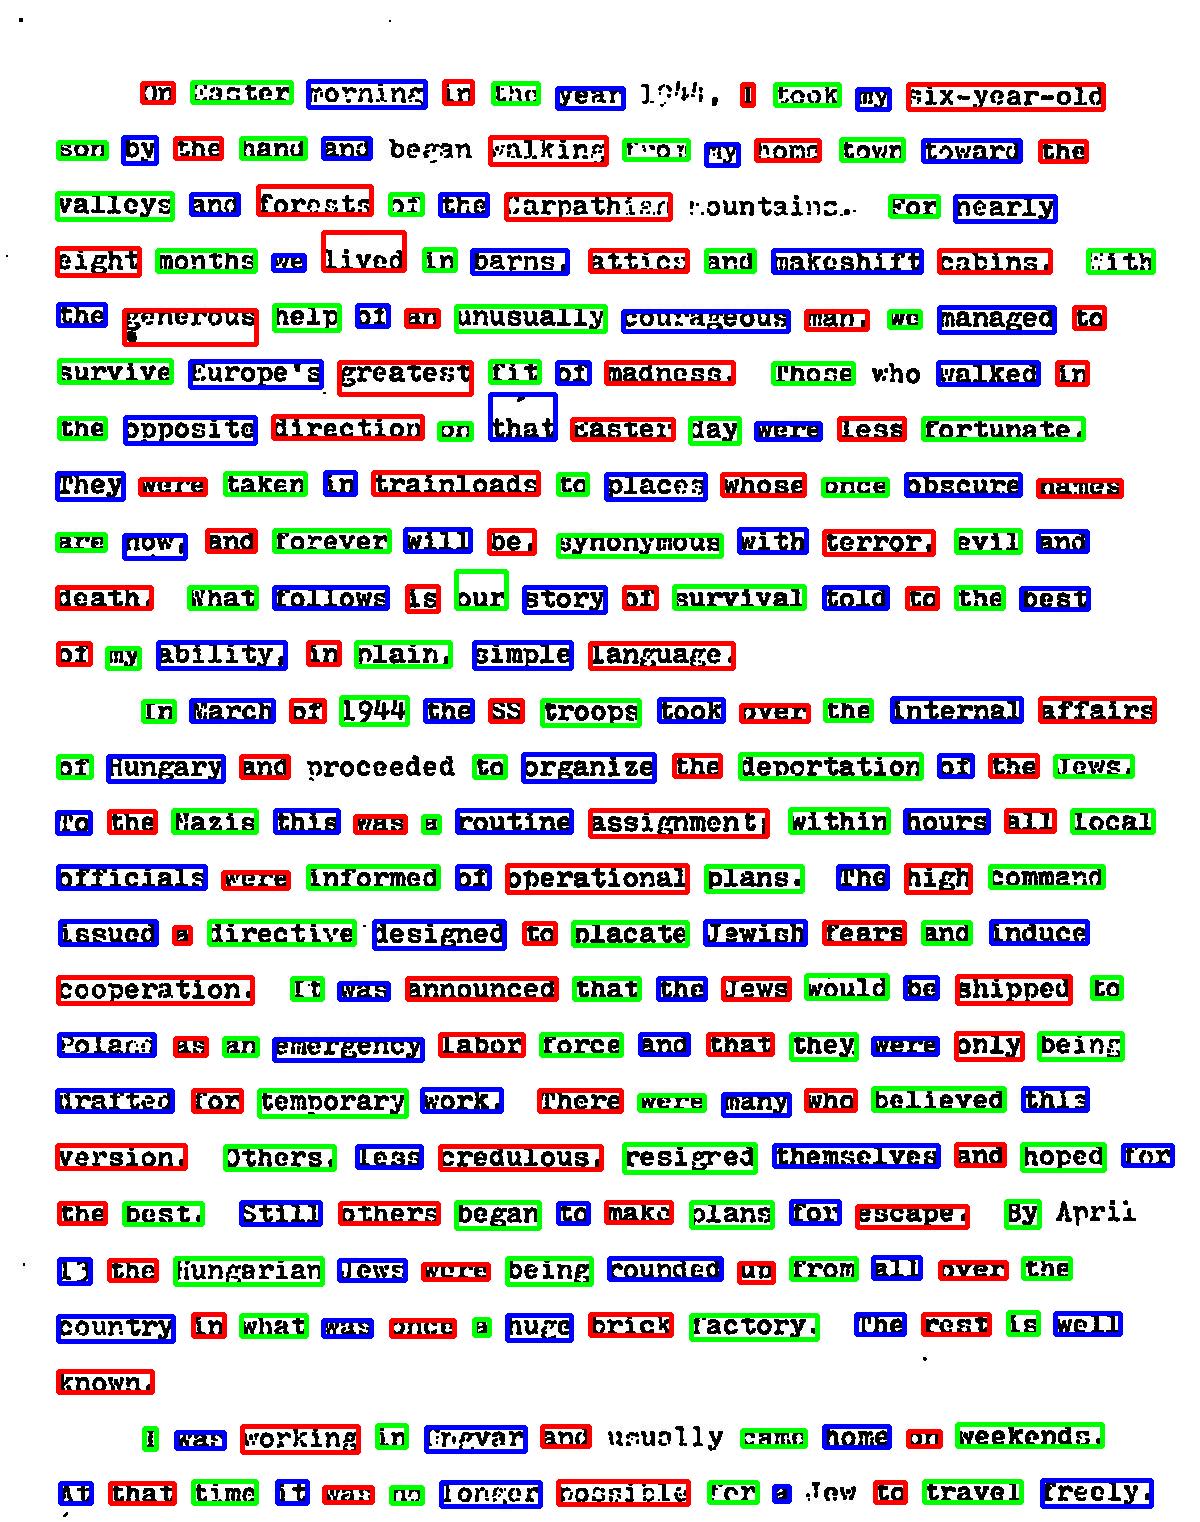 On Easter morning in the year 1944, I took my six-year-old
son by the hand and began walking from my home town toward the
valleys and forests of the Carpathian mountains. For nearly
eight months we lived in barns, attics and makeshift cabins. With
the generous help of an unusually courageous man, we managed to
survive Europe's greatest fit of madness. Those who walked in
the opposite direction on that Easter day were less fortunate.
They were taken in trainloads to places whose once obscure names
are now, and forever will be, synonymous with terror, evil and
death. What follows is our story of survival told to the best
of my ability, in plain, simple language.
In March of 1944 the SS troops took over the internal affairs
of Hungary and proceeded to organize the deportation of the Jews.
To the Nazis this was a routine assignment; within hours all local
officials were informed of operational plans. The high command
issued a directive designed to placate Jewish fears and induce
cooperation. It was announced that the Jews would be shipped to
Poland as an emergency labor force and that they were only being
drafted for temporary work. There were many who believed this
version. Others, less credulous, resigned themselves and hoped for
the best. Still others began to make plans for escape. By April
13 the Hungarian Jews were being rounded up from all over the
country in what was once a huge brick factory. The rest is well
known.
I was working in Ungvar and usually came home on weekends.
At that time it was no longer possible for a Jew to travel freely.